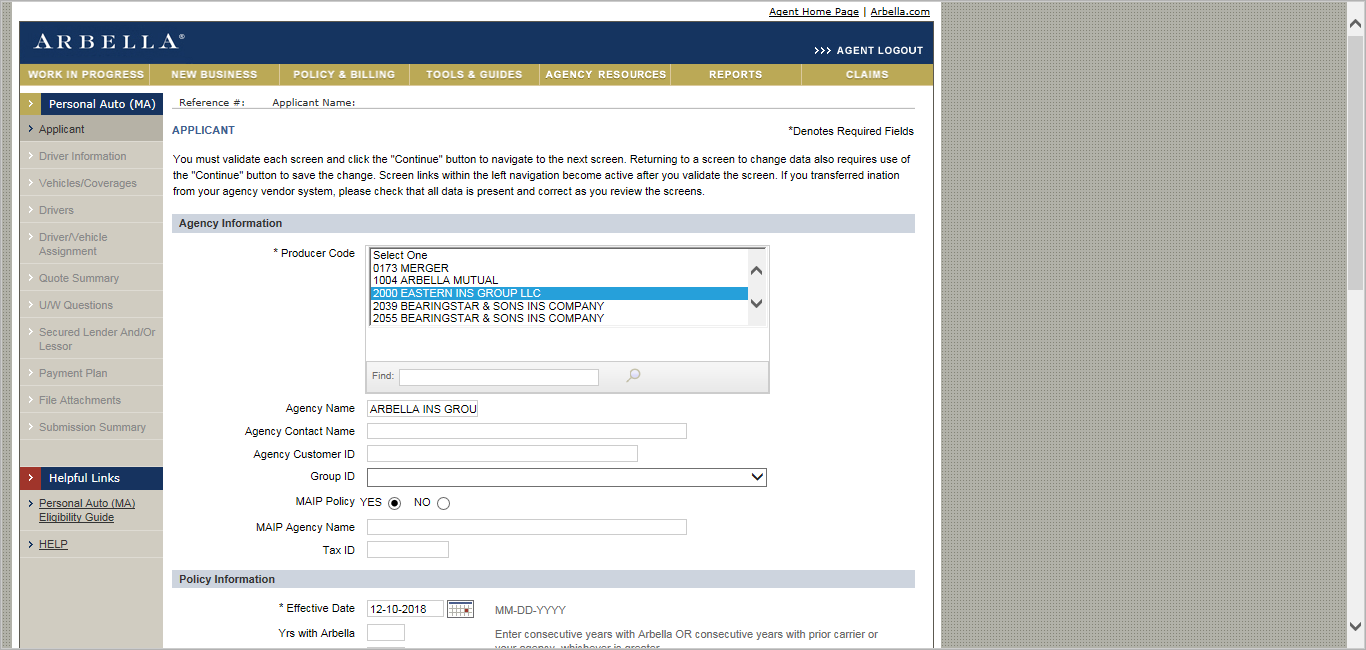 Agent Home Page | Arbella.com
ARBELLA®
>>> AGENT LOGOUT
WORK IN PROGRESS NEW BUSINESS POLICY & BILLING TOOLS & GUIDES AGENCY RESOURCES REPORTS CLAIMS
Personal Auto (MA)
Applicant
Driver Information
Vehicles/Coverages
Drivers
Driver/Vehicle
Assignment
Quote Summary
U/W Questions
Secured Lender And/Or
Lessor
Payment Plan
File Attachments
Submission Summary
Helpful Links
Personal Auto (MA)
Eligibility Guide
HELP
Reference #: Applicant Name:
APPLICANT
*Denotes Required Fields
You must validate each screen and click the "Continue" button to navigate to the next screen. Returning to a screen to change data also requires use of
the "Continue" button to save the change. Screen links within the left navigation become active after you validate the screen. If you transferred ination
from your agency vendor system, please check that all data is present and correct as you review the screens.
Agency Information
* Producer Code
Select One
0173 MERGER
1004 ARBELLA MUTUAL
2000 EASTERN INS GROUP LLC
2039 BEARINGSTAR & SONS INS COMPANY
2055 BEARINGSTAR & SONS INS COMPANY
Find:
Agency Name ARBELLA INS GROU
Agency Contact Name
Agency Customer ID
Group ID
MAIP Policy YES NO
MAIP Agency Name
Tax ID
Policy Information
* Effective Date 12-10-2018 MM-DD-YYYY
Yrs with Arbella Enter consecutive years with Arbella OR consecutive years with prior carrier or
your agency, whichever is greater